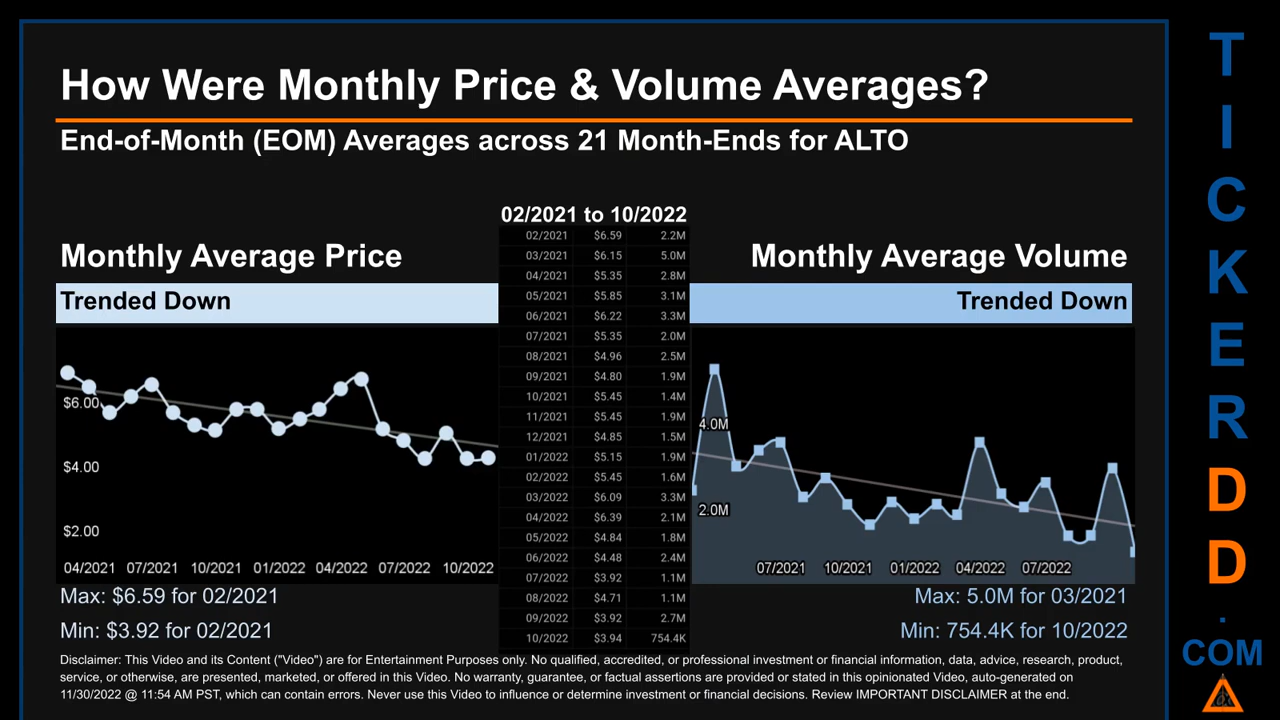 How Were Monthly Price & Volume Averages?
End-of-Month (EOM) Averages across 21 Month-Ends for ALTO
02/2021 to 10/2022
Monthly Average Price
Trended Down
$6.00
$4.00
$2.00
04/2021 07/2021 10/2021 01/2022 04/2022 07/2022 10/2022
Max: $6.59 for 02/2021
Min: $3.92 for 02/2021
02/2021 $6.59 2.2M
03/2021 $6.15 5.0M
04/2021 $5.35 2.8M
05/2021 $5.85 3.1M
06/2021 $6.22 3.3M
07/2021 $5.35 2.0M
08/2021 $4.96 2.5M
09/2021 $4.80 1.9M
10/2021 $5.45 1.4M
11/2021 $5.45 1.9M
12/2021 $4.85 1.5M
01/2022 $5.15 1.9M
02/2022 $5.45 1.6M
03/2022 $6.09 3.3M
04/2022 $6.39 2.1M
05/2022 $4.84 1.8M
06/2022 $4.48 2.4M
07/2022 $3.92 1.1M
08/2022 $4.71 1.1M
09/2022 $3.92 2.7M
10/2022 $3.94 754.4K
Monthly Average Volume
Trended Down
4.0M
2.0M
07/2021 10/2021 01/2022 04/2022 07/2022
Max: 5.0M for 03/2021
Min: 754.4K for 10/2022
Disclaimer: This Video and its Content ("Video") are for Entertainment Purposes only. No qualified, accredited, or professional investment or financial information, data, advice, research, product,
service, or otherwise, are presented, marketed, or offered in this Video. No warranty, guarantee, or factual assertions are provided or stated in this opinionated Video, auto-generated on
11/30/2022 @ 11:54 AM PST, which can contain errors. Never use this Video to influence or determine investment or financial decisions. Review IMPORTANT DISCLAIMER at the end.
T
I
C
K
E
R
D
D
.
COM